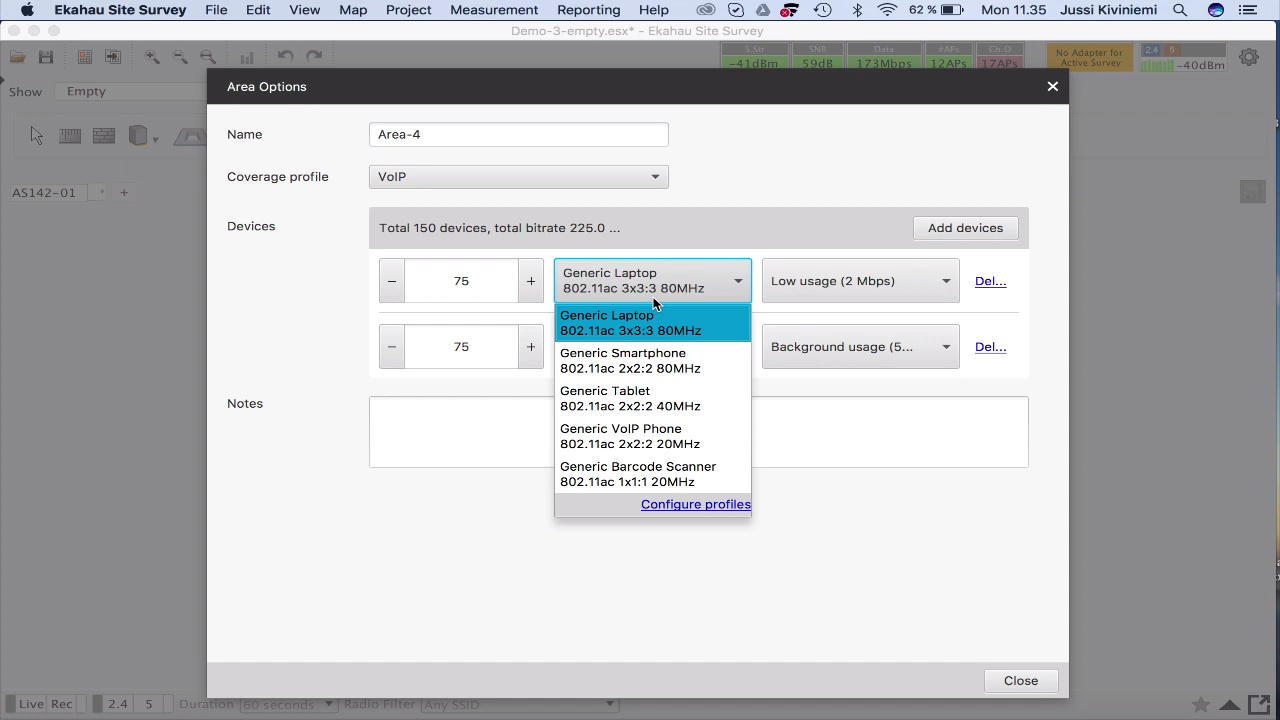 Ekahau Site Survey File Edit View Map Project Measurement Reporting Help 62 % Mon 11.35 Jussi Kiviniemi
Demo-3-empty.esx* - Ekahau Site Survey
S.Str SNR Data #APs Ch.O
-41dBm 59dB 173Mbps 12APs 17APs
No Adapter for
Active Survey
2.4 5
-40dBm
Show Empty
Area Options
Name Area-4
Coverage profile VoIP
AS142-01 +
Devices Total 150 devices, total bitrate 225.0 ... Add devices
− 75 + Generic Laptop
802.11ac 3x3:3 80MHz Low usage (2 Mbps) Del...
Generic Laptop
802.11ac 3x3:3 80MHz
− 75 + Background usage (5... Del...
Generic Smartphone
802.11ac 2x2:2 80MHz
Generic Tablet
802.11ac 2x2:2 40MHz
Generic VoIP Phone
802.11ac 2x2:2 20MHz
Generic Barcode Scanner
802.11ac 1x1:1 20MHz
Configure profiles
Notes
Close
Live Rec 2.4 5 Duration 60 seconds Radio Filter Any SSID